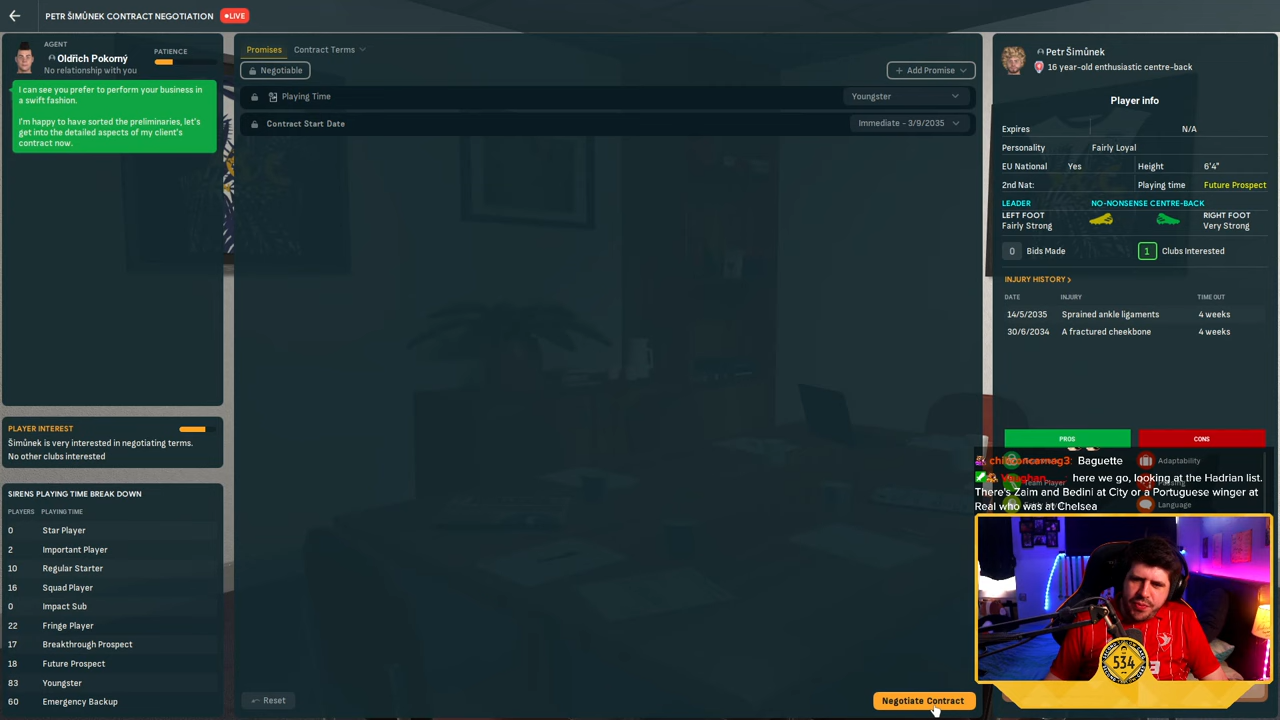 PETR ŠIMŮNEK CONTRACT NEGOTIATION
LIVE
AGENT
Oldřich Pokorný
No relationship with you
PATIENCE
I can see you prefer to perform your business in
a swift fashion.
I'm happy to have sorted the preliminaries, let's
get into the detailed aspects of my client's
contract now.
PLAYER INTEREST
Šimůnek is very interested in negotiating terms.
No other clubs interested
SIRENS PLAYING TIME BREAK DOWN
PLAYERS PLAYING TIME
0 Star Player
2 Important Player
10 Regular Starter
16 Squad Player
0 Impact Sub
22 Fringe Player
17 Breakthrough Prospect
18 Future Prospect
83 Youngster
60 Emergency Backup
Promises Contract Terms
Negotiable
+ Add Promise
Playing Time Youngster
Contract Start Date Immediate - 3/9/2035
Reset
Negotiate Contract
Petr Šimůnek
16 year-old enthusiastic centre-back
Player info
Expires N/A
Personality Fairly Loyal
EU National Yes Height 6'4"
2nd Nat: Playing time Future Prospect
LEADER NO-NONSENSE CENTRE-BACK
LEFT FOOT
Fairly Strong
RIGHT FOOT
Very Strong
0 Bids Made 1 Clubs Interested
INJURY HISTORY >
DATE INJURY TIME OUT
14/5/2035 Sprained ankle ligaments 4 weeks
30/6/2034 A fractured cheekbone 4 weeks
PROS CONS
Baguette
Adaptability
here we go, looking at the Hadrian list.
There's Zaim and Bedini at City or a Portuguese winger at
Real who was at Chelsea
Team Player
Language
534